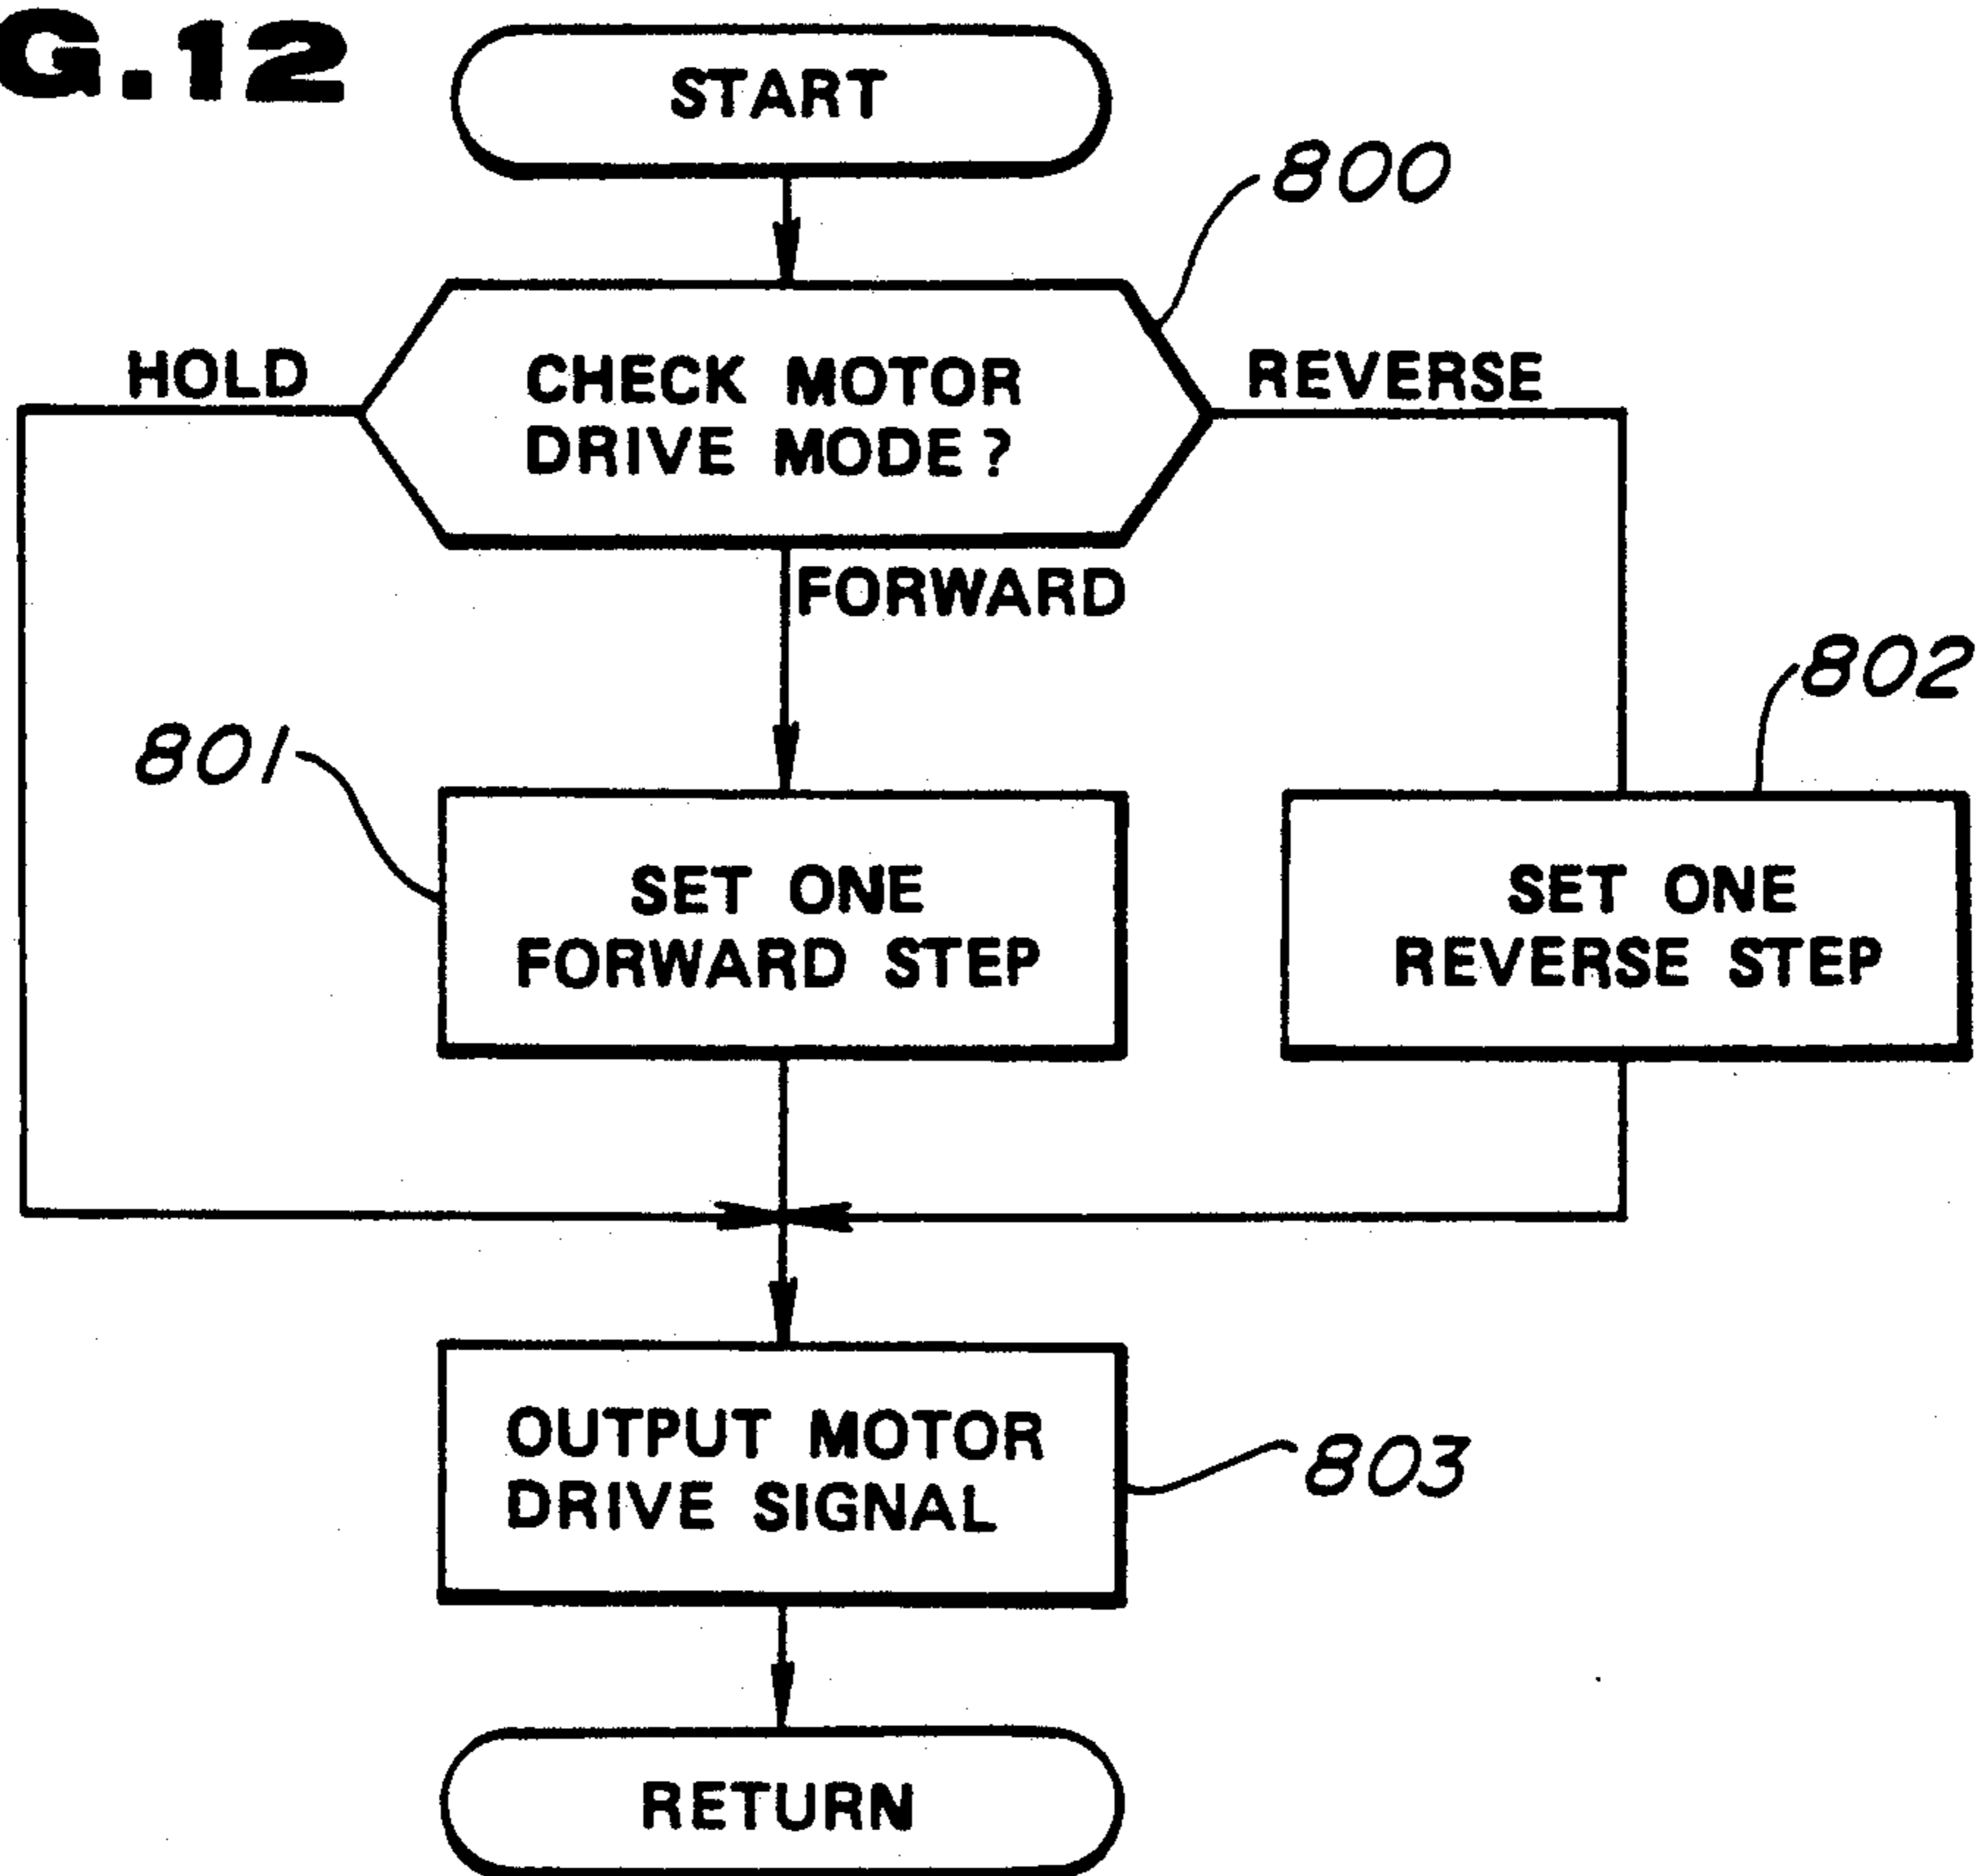 G.12
START
800
HOLD
CHECK MOTOR
DRIVE MODE?
REVERSE
FORWARD
802
801
SET ONE
FORWARD STEP
SET ONE
REVERSE STEP
OUTPUT MOTOR
DRIVE SIGNAL
803
RETURN